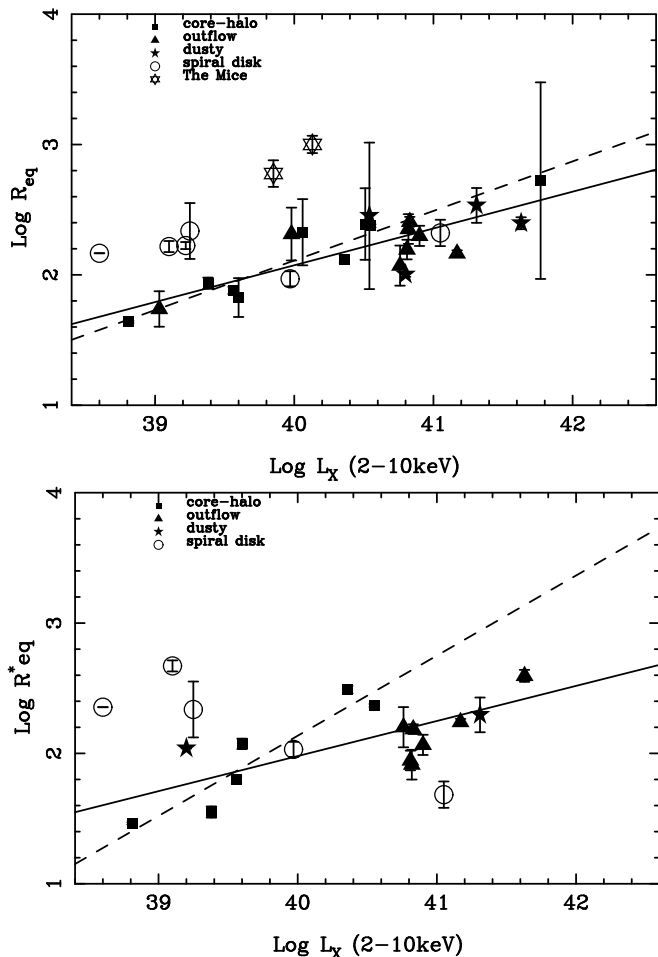 4
core-halo
outflow
dusty
spiral disk
The Mice
3
Log R_eq
2
1
39 40 41 42
Log L_X (2-10keV)
4
core-halo
outflow
dusty
spiral disk
3
Log R*eq
2
1
39 40 41 42
Log L_X (2-10keV)